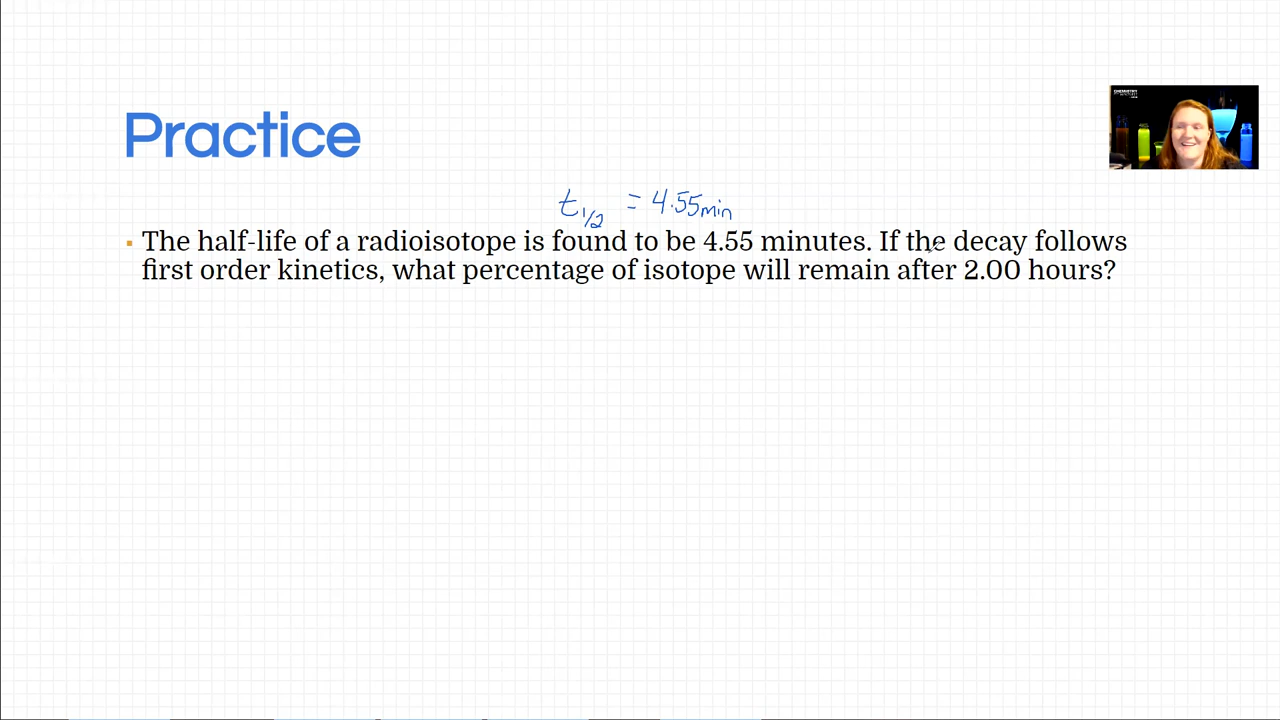 Practice
t1/2 = 4.55min
▪ The half-life of a radioisotope is found to be 4.55 minutes. If the decay follows
first order kinetics, what percentage of isotope will remain after 2.00 hours?